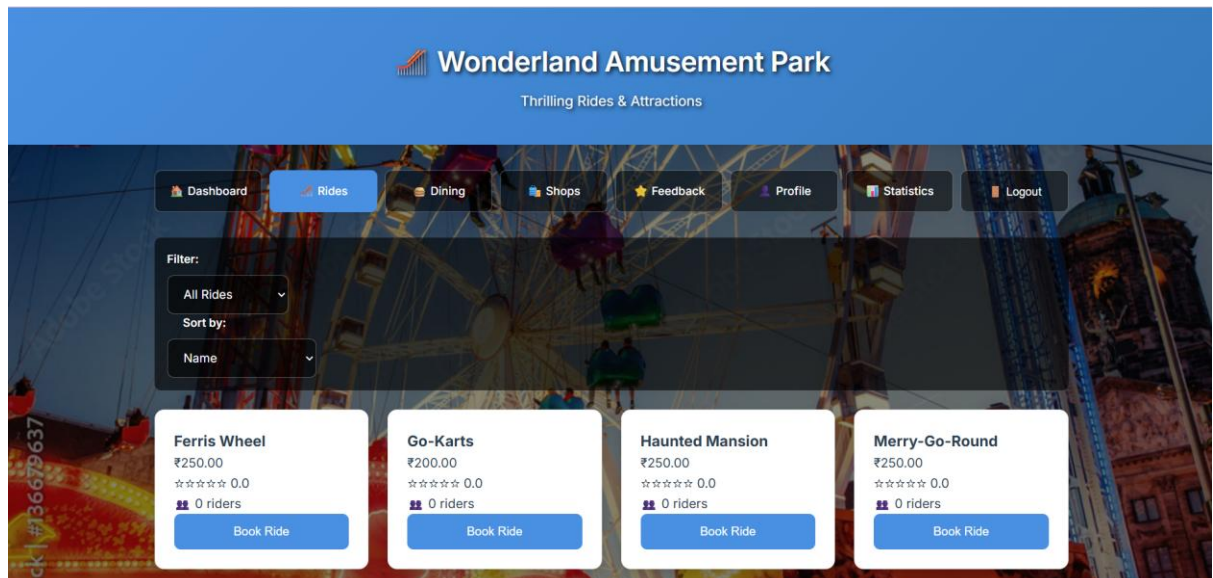 Wonderland Amusement Park
Thrilling Rides & Attractions
Dashboard Rides Dining Shops Feedback Profile Statistics Logout
Filter:
All Rides
Sort by:
Name
Ferris Wheel
₹250.00
☆☆☆☆☆ 0.0
0 riders
Book Ride
Go-Karts
₹200.00
☆☆☆☆☆ 0.0
0 riders
Book Ride
Haunted Mansion
₹250.00
☆☆☆☆☆ 0.0
0 riders
Book Ride
Merry-Go-Round
₹250.00
☆☆☆☆☆ 0.0
0 riders
Book Ride
ck | #136679637